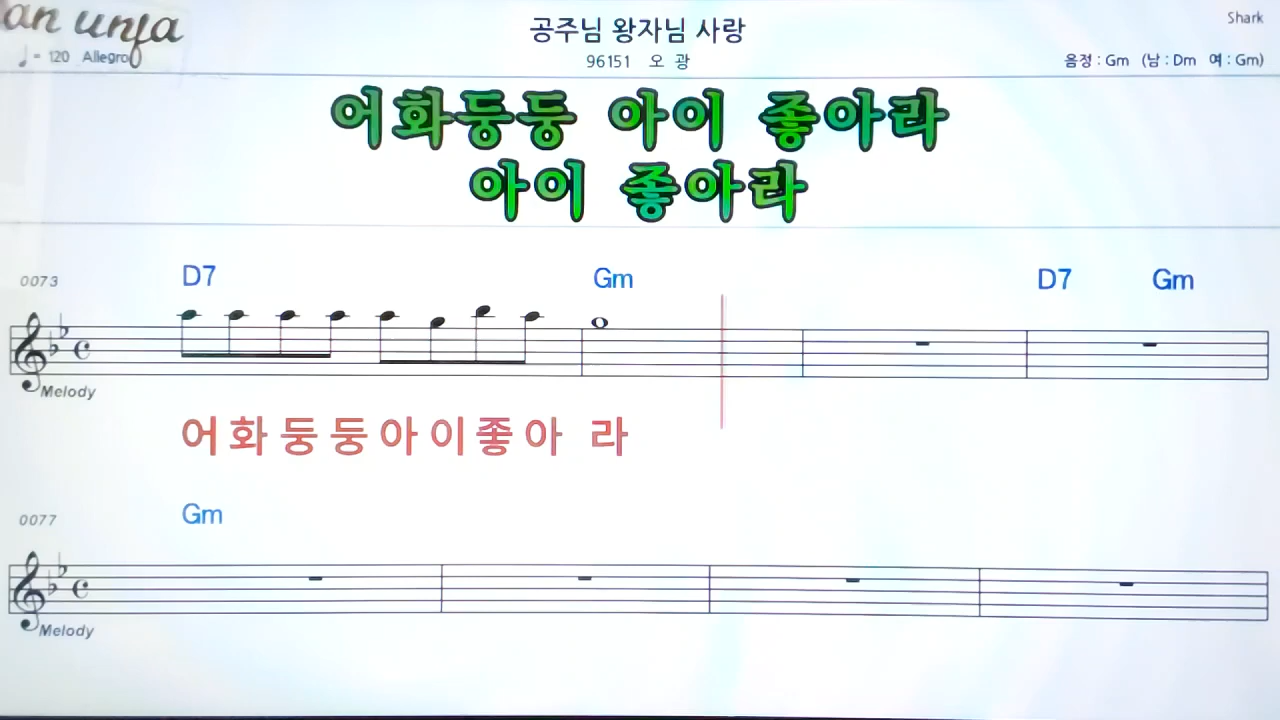 an unfa
Shark
공주님 왕자님 사랑
♩= 120 Allegro
96151 오 광
음정 : Gm (남 : Dm 여 : Gm)
어화둥둥 아이 좋아라
아이 좋아라
0073 D7 Gm D7 Gm
Melody
어 화 둥 둥 아 이 좋 아 라
0077 Gm
Melody